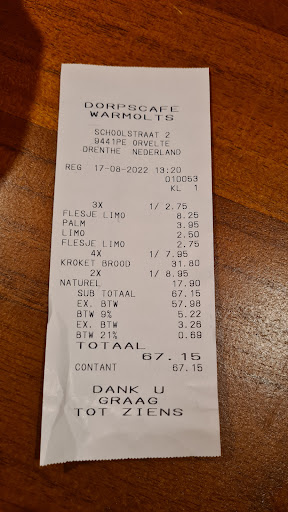 DORPSCAFE
WARMOLTS
SCHOOLSTRAAT 2
9441PE ORVELTE
DRENTHE NEDERLAND
REG 17-08-2022 13:20
010053
KL 1
3X 1/ 2.75
FLESJE LIMO 8.25
PALM 3.95
LIMO 2.50
FLESJE LIMO 2.75
4X 1/ 7.95
KROKET BROOD 31.80
2X 1/ 8.95
NATUREL 17.90
SUB TOTAAL 67.15
EX. BTW 57.98
BTW 9% 5.22
EX. BTW 3.26
BTW 21% 0.69
TOTAAL
67.15
CONTANT 67.15
DANK U
GRAAG
TOT ZIENS